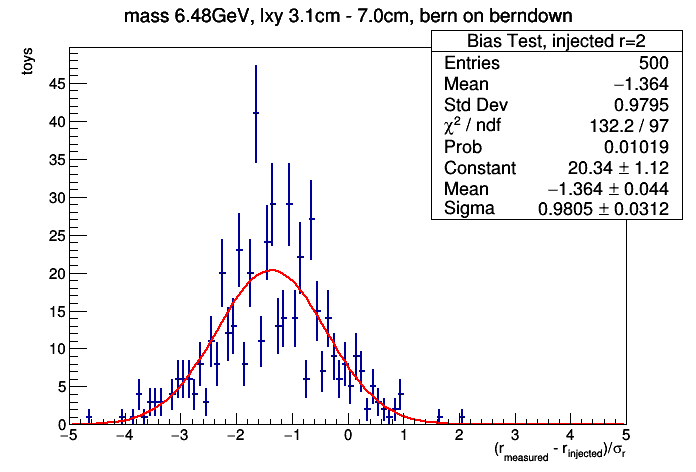 mass 6.48GeV, lxy 3.1cm - 7.0cm, bern on berndown
Bias Test, injected r=2
Entries 500
Mean −1.364
Std Dev 0.9795
χ² / ndf 132.2 / 97
Prob 0.01019
Constant 20.34 ± 1.12
Mean −1.364 ± 0.044
Sigma 0.9805 ± 0.0312
toys
45
40
35
30
25
20
15
10
5
0
−5 −4 −3 −2 −1 0 1 2 3 4 5
(r_measured - r_injected)/σ_r